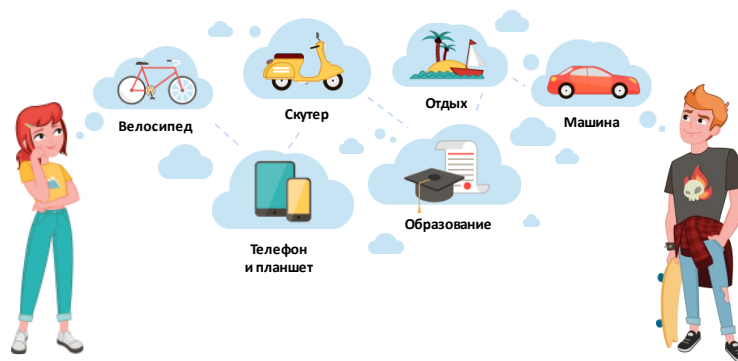 Велосипед
Скутер
Отдых
Машина
Телефон
и планшет
Образование